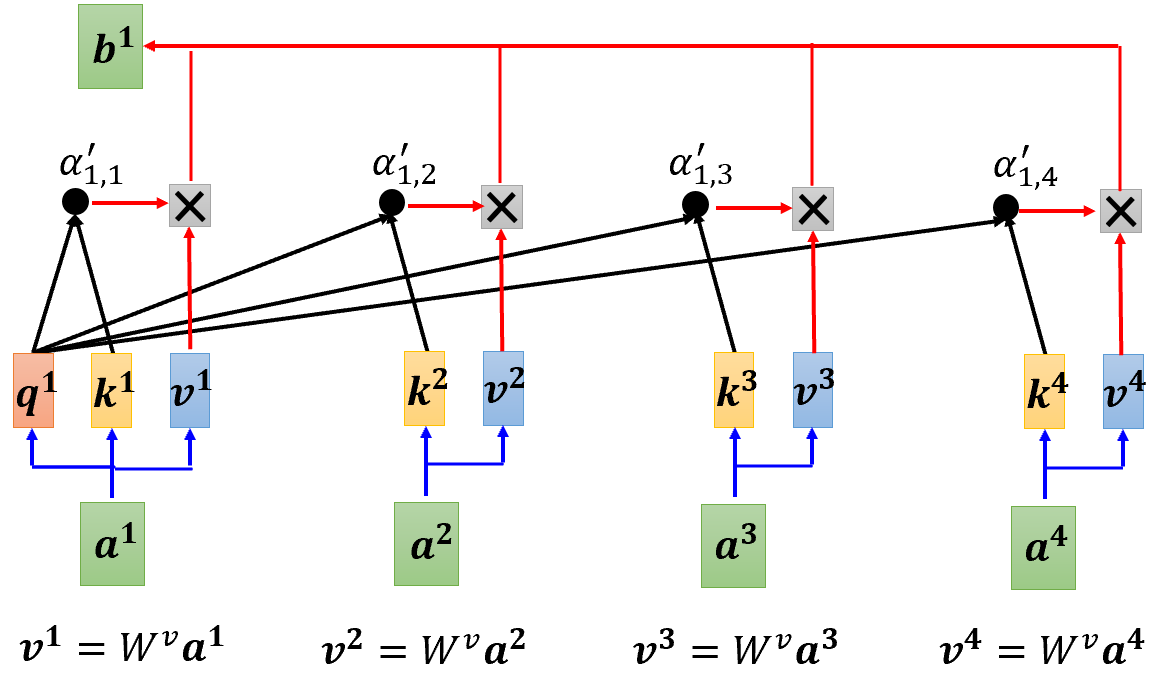 b¹
α′₁,₁ α′₁,₂ α′₁,₃ α′₁,₄
× × × ×
q¹ k¹ v¹ k² v² k³ v³ k⁴ v⁴
a¹ a² a³ a⁴
v¹ = Wᵛa¹ v² = Wᵛa² v³ = Wᵛa³ v⁴ = Wᵛa⁴